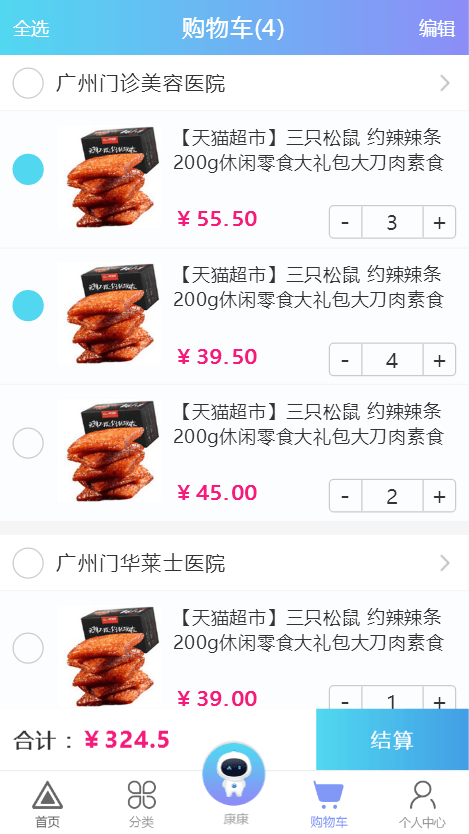 全选 购物车(4) 编辑
广州门诊美容医院
【天猫超市】三只松鼠 约辣辣条
200g休闲零食大礼包大刀肉素食
¥ 55.50 - 3 +
【天猫超市】三只松鼠 约辣辣条
200g休闲零食大礼包大刀肉素食
¥ 39.50 - 4 +
【天猫超市】三只松鼠 约辣辣条
200g休闲零食大礼包大刀肉素食
¥ 45.00 - 2 +
广州门华莱士医院
【天猫超市】三只松鼠 约辣辣条
200g休闲零食大礼包大刀肉素食
¥ 39.00 - 1 +
合计： ¥ 324.5 结算
首页 分类 康康 购物车 个人中心